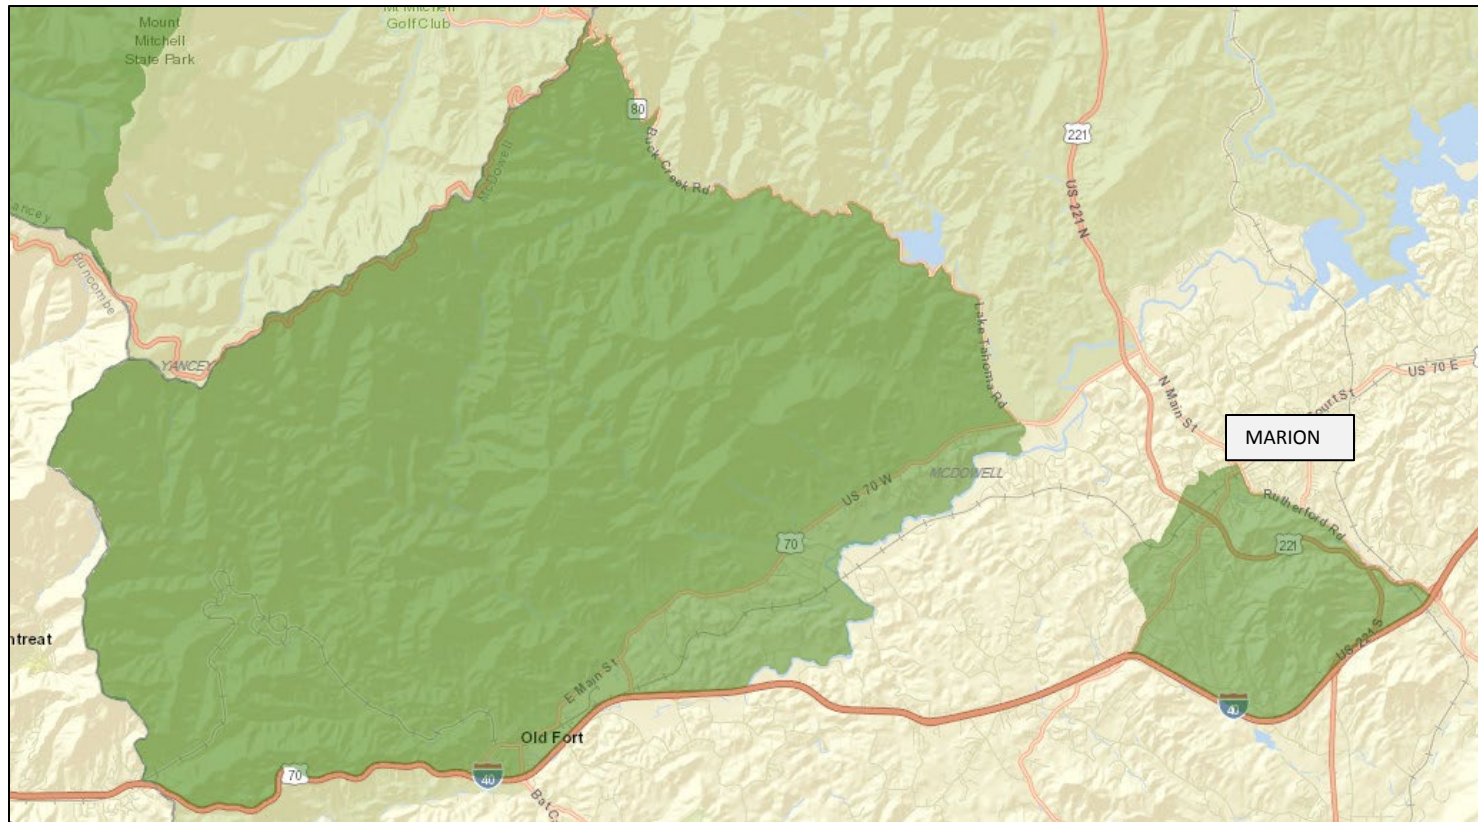 Mt Mitchell
Golf Club
Mount
Mitchell
State Park
80
Buck Creek Rd
221
US 221 N
McDowell
Yancey
Buncombe
YANCEY
Lake Tahoma Rd
N Main St
Court St
US 70 E
MARION
MCDOWELL
US 70 W
70
Rutherford Rd
221
ntreat
E Main St
US 221 S
40
Old Fort
70
40
Bat C